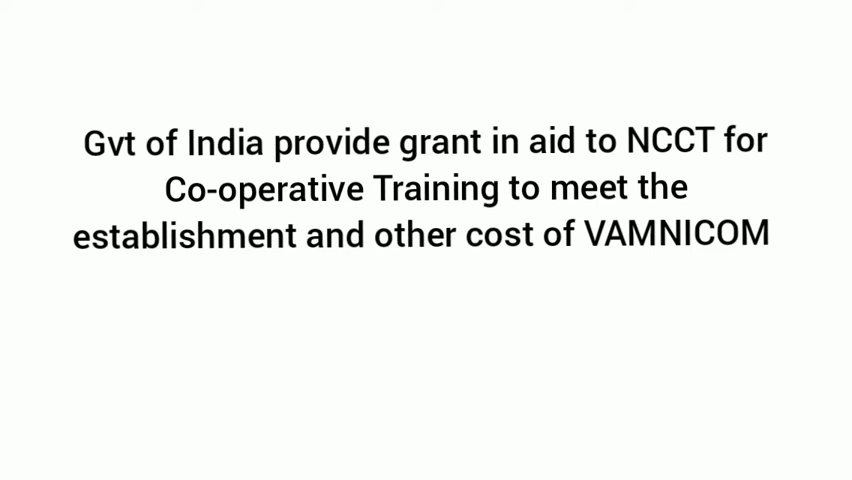 Gvt of India provide grant in aid to NCCT for
Co-operative Training to meet the
establishment and other cost of VAMNICOM